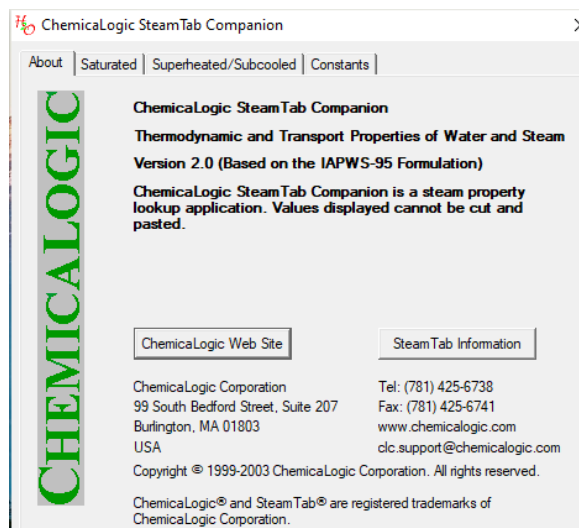 H2O ChemicaLogic SteamTab Companion
About Saturated Superheated/Subcooled Constants
CHEMICALOGIC
ChemicaLogic SteamTab Companion
Thermodynamic and Transport Properties of Water and Steam
Version 2.0 (Based on the IAPWS-95 Formulation)
ChemicaLogic SteamTab Companion is a steam property
lookup application. Values displayed cannot be cut and
pasted.
ChemicaLogic Web Site SteamTab Information
ChemicaLogic Corporation
99 South Bedford Street, Suite 207
Burlington, MA 01803
USA
Tel: (781) 425-6738
Fax: (781) 425-6741
www.chemicalogic.com
clc.support@chemicalogic.com
Copyright © 1999-2003 ChemicaLogic Corporation. All rights reserved.
ChemicaLogic® and SteamTab® are registered trademarks of
ChemicaLogic Corporation.